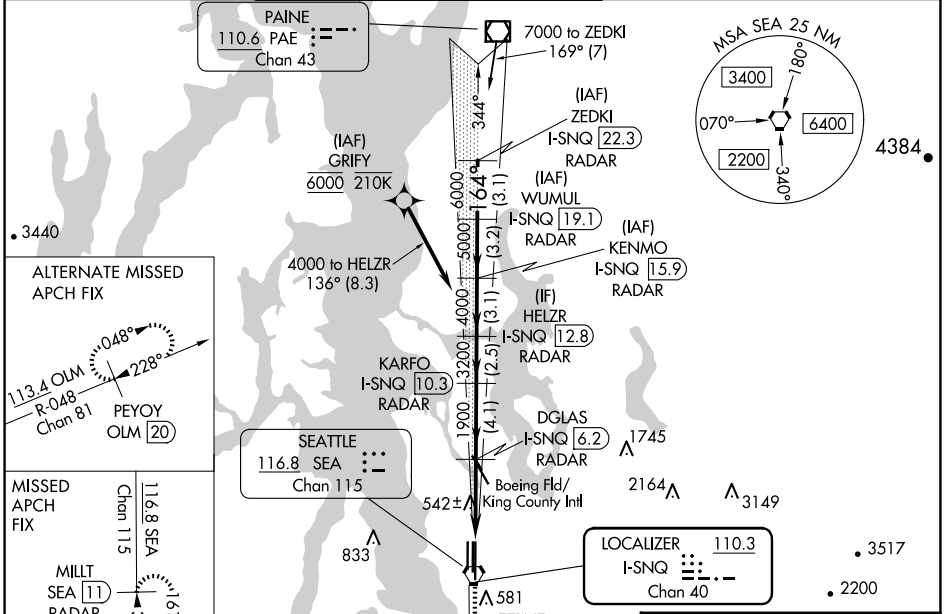 PAINE
110.6 PAE
Chan 43
7000 to ZEDKI
169° (7)
MSA SEA 25 NM
3400
180°
070°
6400
2200
340°
4384
344°
(IAF)
ZEDKI
I-SNQ 22.3
RADAR
(IAF)
GRIFY
6000 210K
6000
164°
(3.1)
(IAF)
WUMUL
I-SNQ 19.1
RADAR
3440
5000
(3.2)
(IAF)
KENMO
I-SNQ 15.9
RADAR
4000 to HELZR
136° (8.3)
ALTERNATE MISSED
APCH FIX
048°
228°
113.4 OLM
R-048
Chan 81
PEYOY
OLM 20
4000
(3.1)
(IF)
HELZR
I-SNQ 12.8
RADAR
3200
(2.5)
KARFO
I-SNQ 10.3
RADAR
1900
(4.1)
DGLAS
I-SNQ 6.2
RADAR
1745
SEATTLE
116.8 SEA
Chan 115
Boeing Fld/
King County Intl
542±
2164
3149
MISSED
APCH
FIX
116.8 SEA
Chan 115
833
LOCALIZER 110.3
I-SNQ
Chan 40
3517
2200
MILLT
SEA 11
RADAR
581